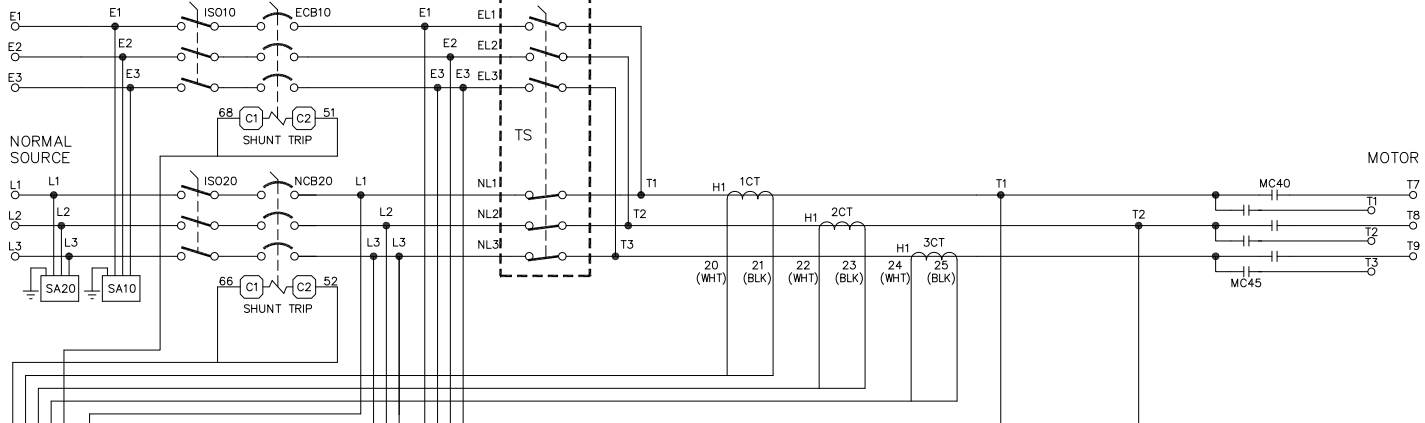 E1 E1 ISO10 ECB10 E1 EL1
E2 E2 E2 EL2
E3 E3 E3 E3 EL3
68 C1 C2 51
SHUNT TRIP
TS
NORMAL
SOURCE
MOTOR
L1 L1 ISO20 NCB20 L1 NL1 T1 H1 1CT T1 MC40 T7
T1
L2 L2 L2 NL2 T2 H1 2CT T2 T8
T2
L3 L3 L3 L3 NL3 T3 H1 3CT T9
T3
20 21 22 23 24 25
(WHT) (BLK) (WHT) (BLK) (WHT) (BLK)
MC45
SA20 SA10 66 C1 C2 52
SHUNT TRIP